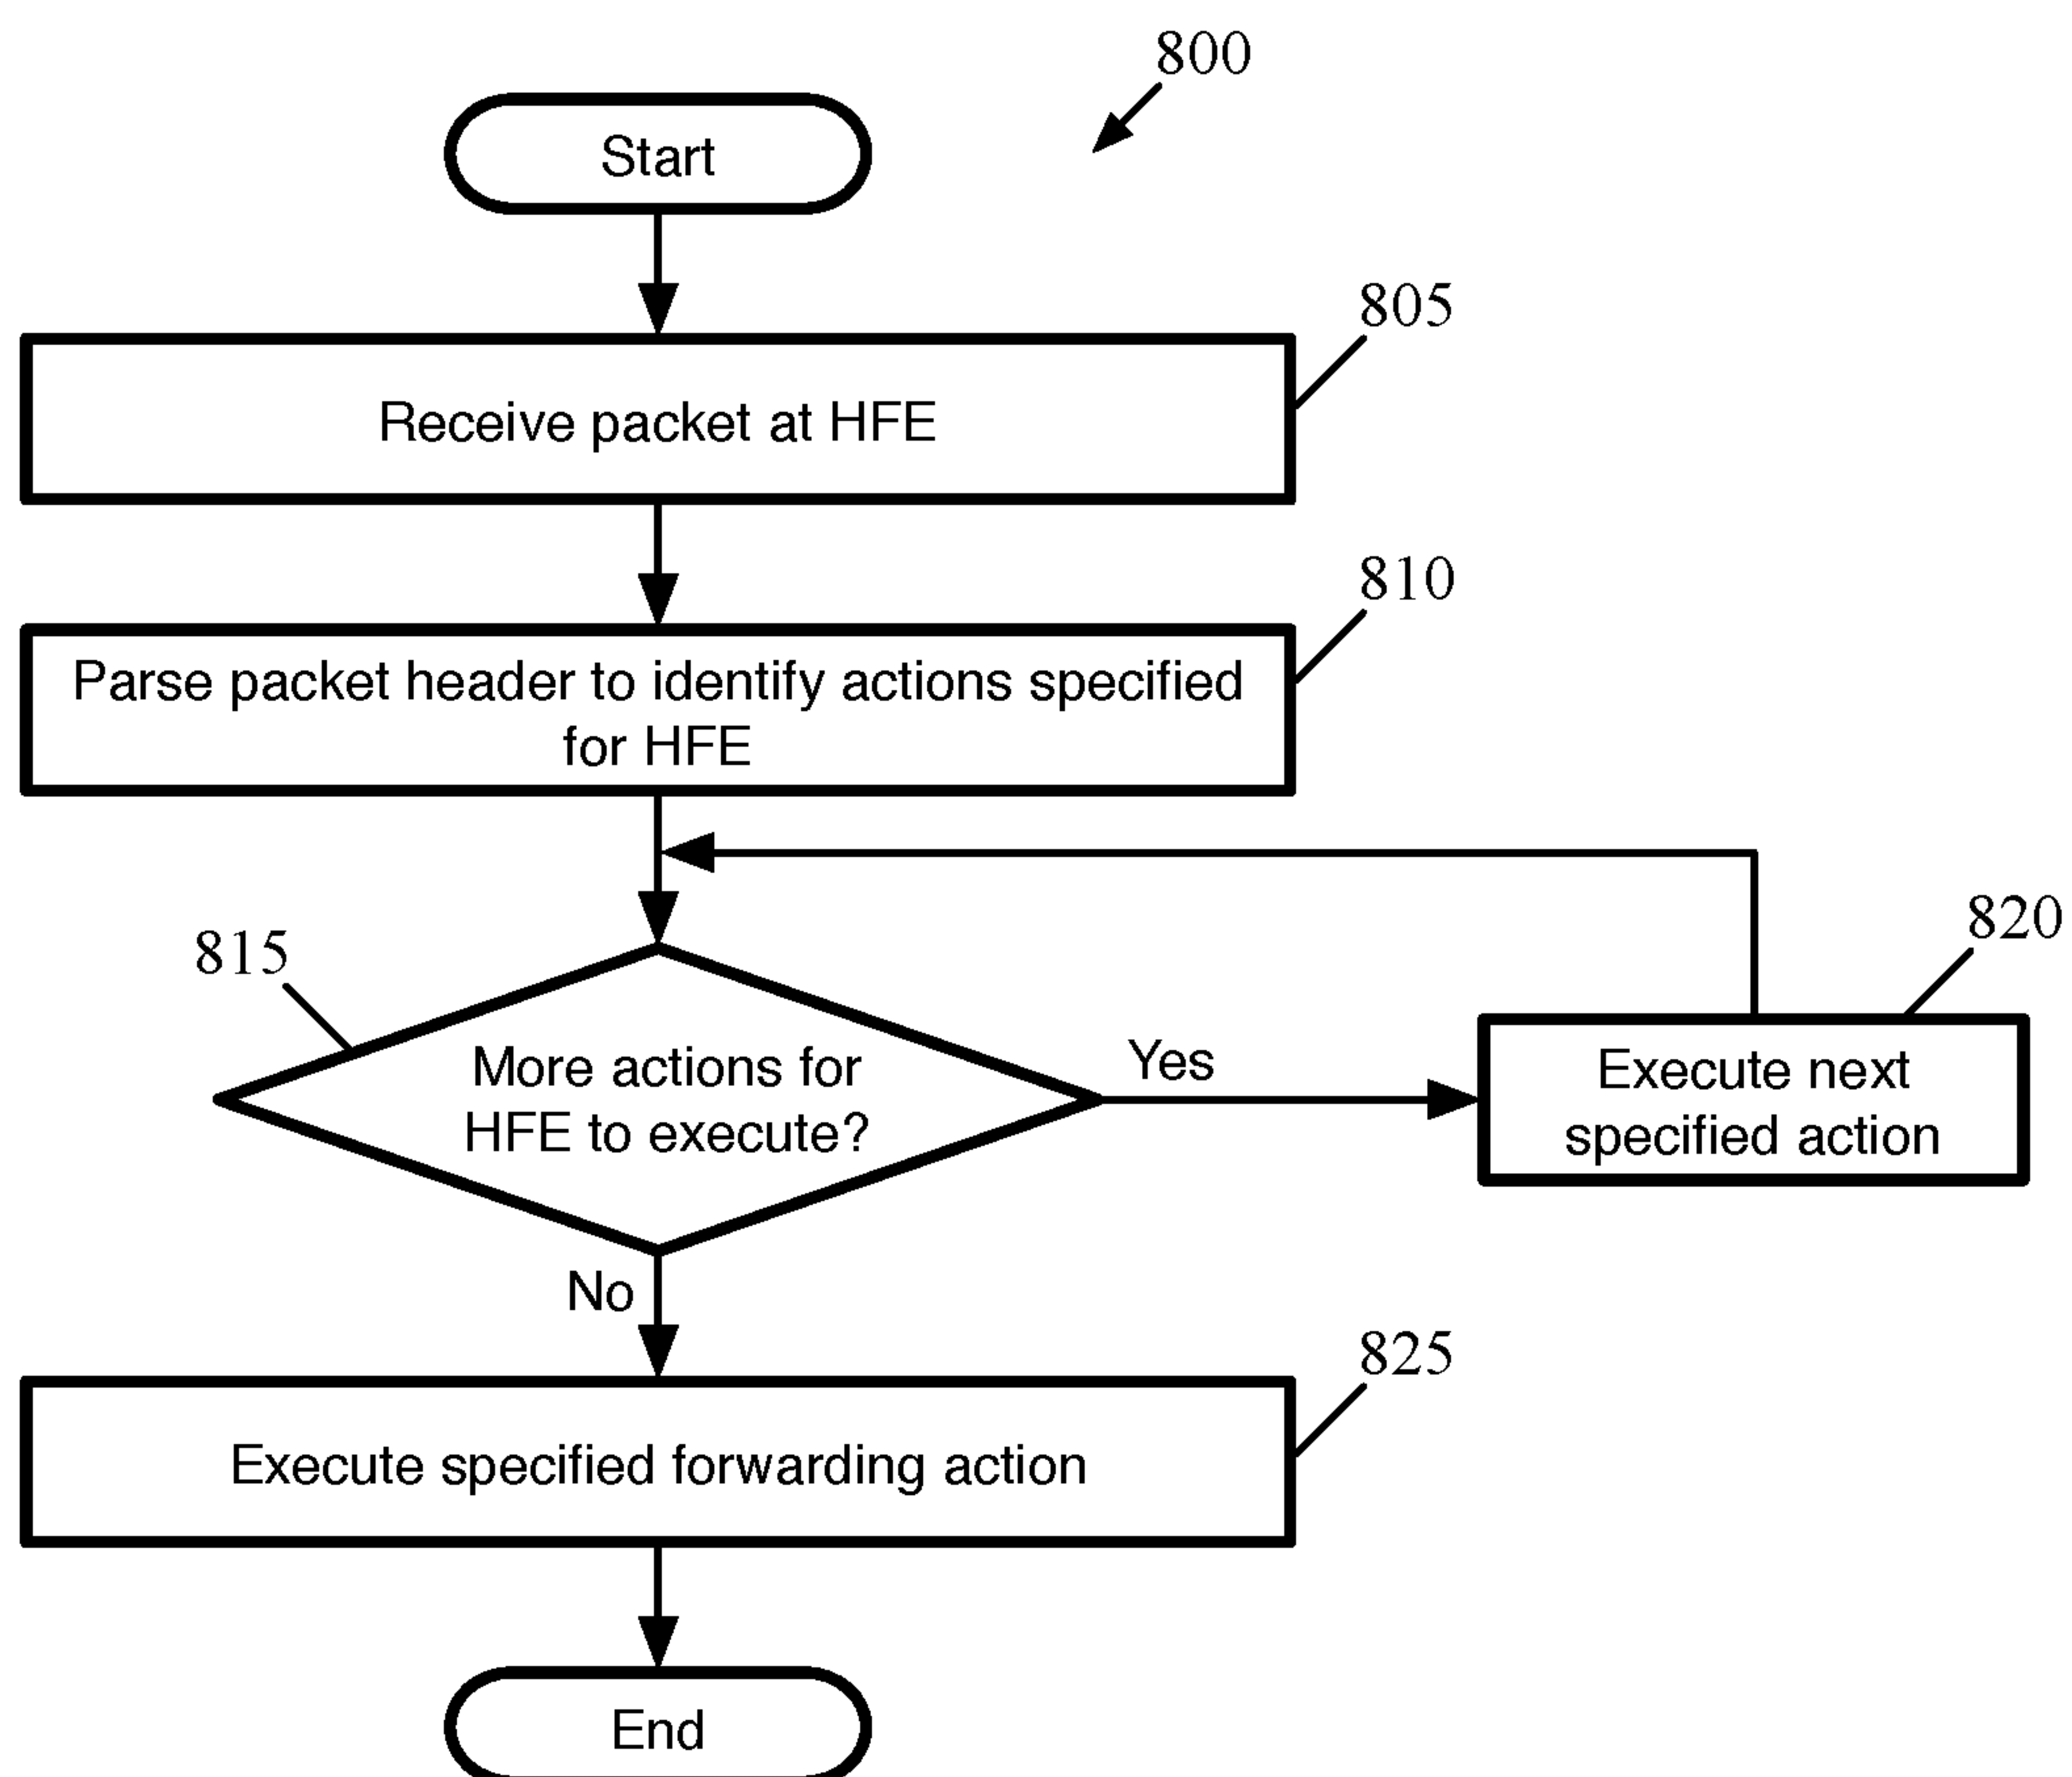 800
Start
805
Receive packet at HFE
810
Parse packet header to identify actions specified
for HFE
815
820
More actions for
HFE to execute?
Yes
Execute next
specified action
No
825
Execute specified forwarding action
End